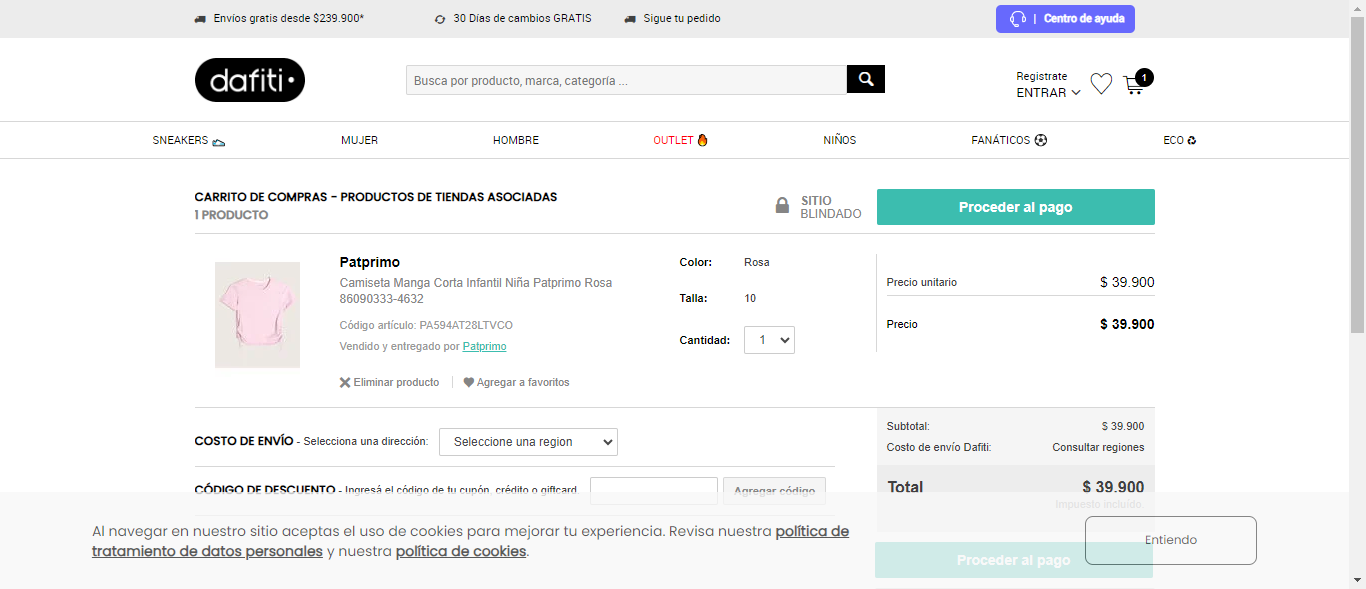 Envíos gratis desde $239.900*
30 Días de cambios GRATIS
Sigue tu pedido
| Centro de ayuda
dafiti
Busca por producto, marca, categoría ...
Registrate
ENTRAR
1
SNEAKERS
MUJER
HOMBRE
OUTLET
NIÑOS
FANÁTICOS
ECO
CARRITO DE COMPRAS - PRODUCTOS DE TIENDAS ASOCIADAS
1 PRODUCTO
SITIO
BLINDADO
Proceder al pago
Patprimo
Camiseta Manga Corta Infantil Niña Patprimo Rosa
86090333-4632
Código artículo: PA594AT28LTVCO
Vendido y entregado por Patprimo
Eliminar producto
Agregar a favoritos
Color: Rosa
Talla: 10
Cantidad: 1
Precio unitario $ 39.900
Precio $ 39.900
COSTO DE ENVÍO - Selecciona una dirección: Seleccione una region
CÓDIGO DE DESCUENTO - Ingresá el código de tu cupón, crédito o giftcard Agregar código
Subtotal: $ 39.900
Costo de envío Dafiti: Consultar regiones
Total $ 39.900
Impuesto incluido.
Proceder al pago
Al navegar en nuestro sitio aceptas el uso de cookies para mejorar tu experiencia. Revisa nuestra política de
tratamiento de datos personales y nuestra política de cookies.
Entiendo